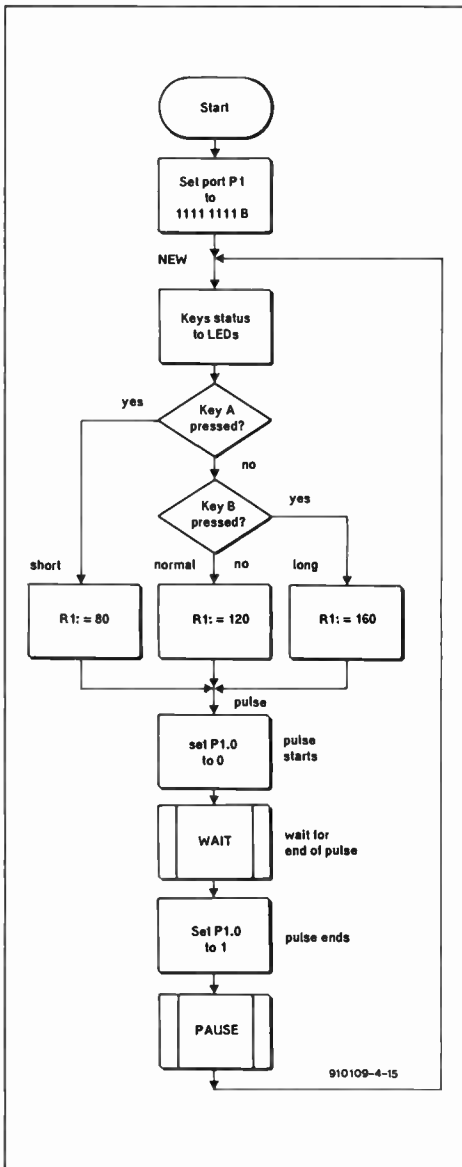 Start
Set port P1
to
1111 1111 B
NEW
Keys status
to LEDs
yes
Key A
pressed?
no
Key B
pressed?
yes
short
normal
no
long
R1: = 80
R1: = 120
R1: = 160
pulse
set P1.0
to 0
pulse
starts
WAIT
wait for
end of pulse
Set P1.0
to 1
pulse ends
PAUSE
910109-4-15